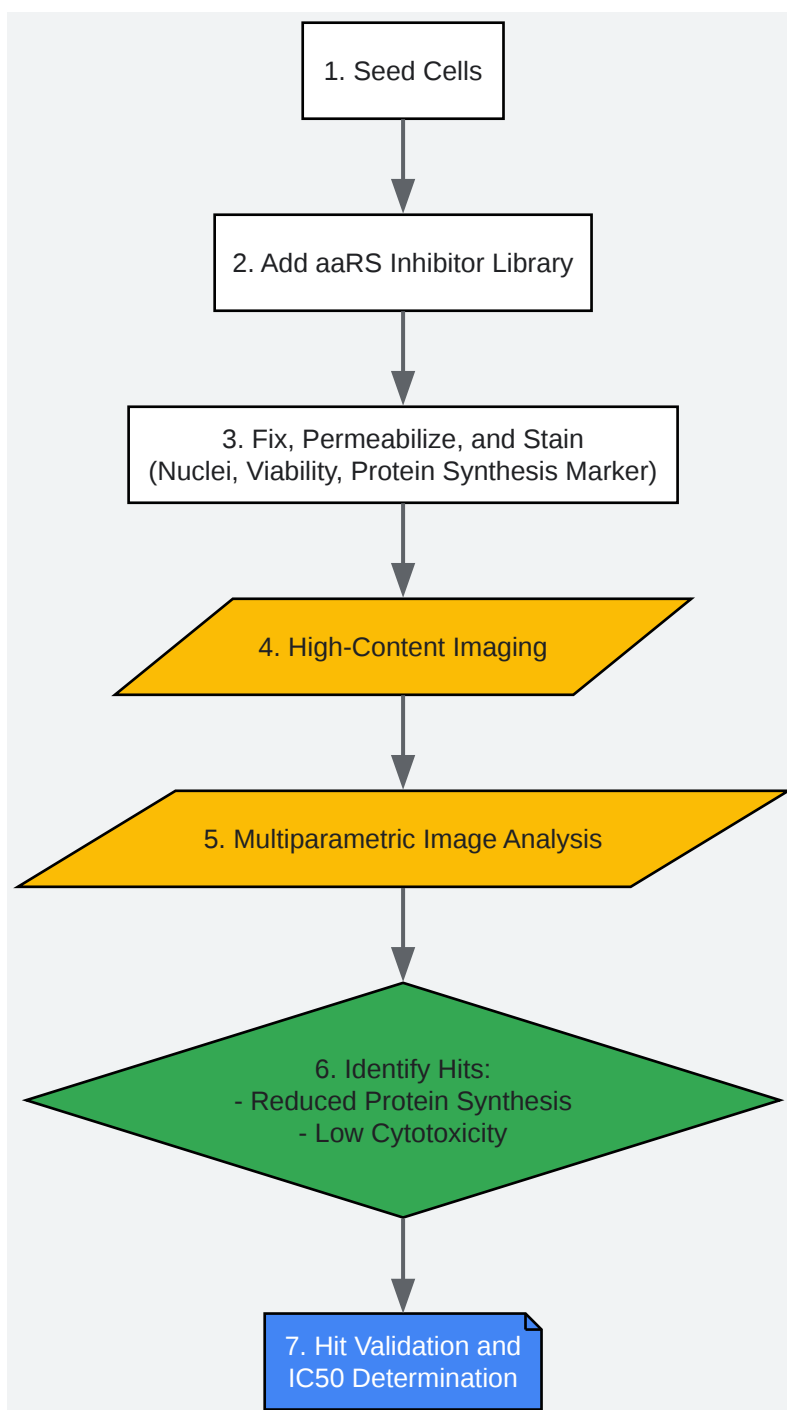 1. Seed Cells
2. Add aaRS Inhibitor Library
3. Fix, Permeabilize, and Stain
(Nuclei, Viability, Protein Synthesis Marker)
4. High-Content Imaging
5. Multiparametric Image Analysis
6. Identify Hits:
- Reduced Protein Synthesis
- Low Cytotoxicity
7. Hit Validation and
IC50 Determination